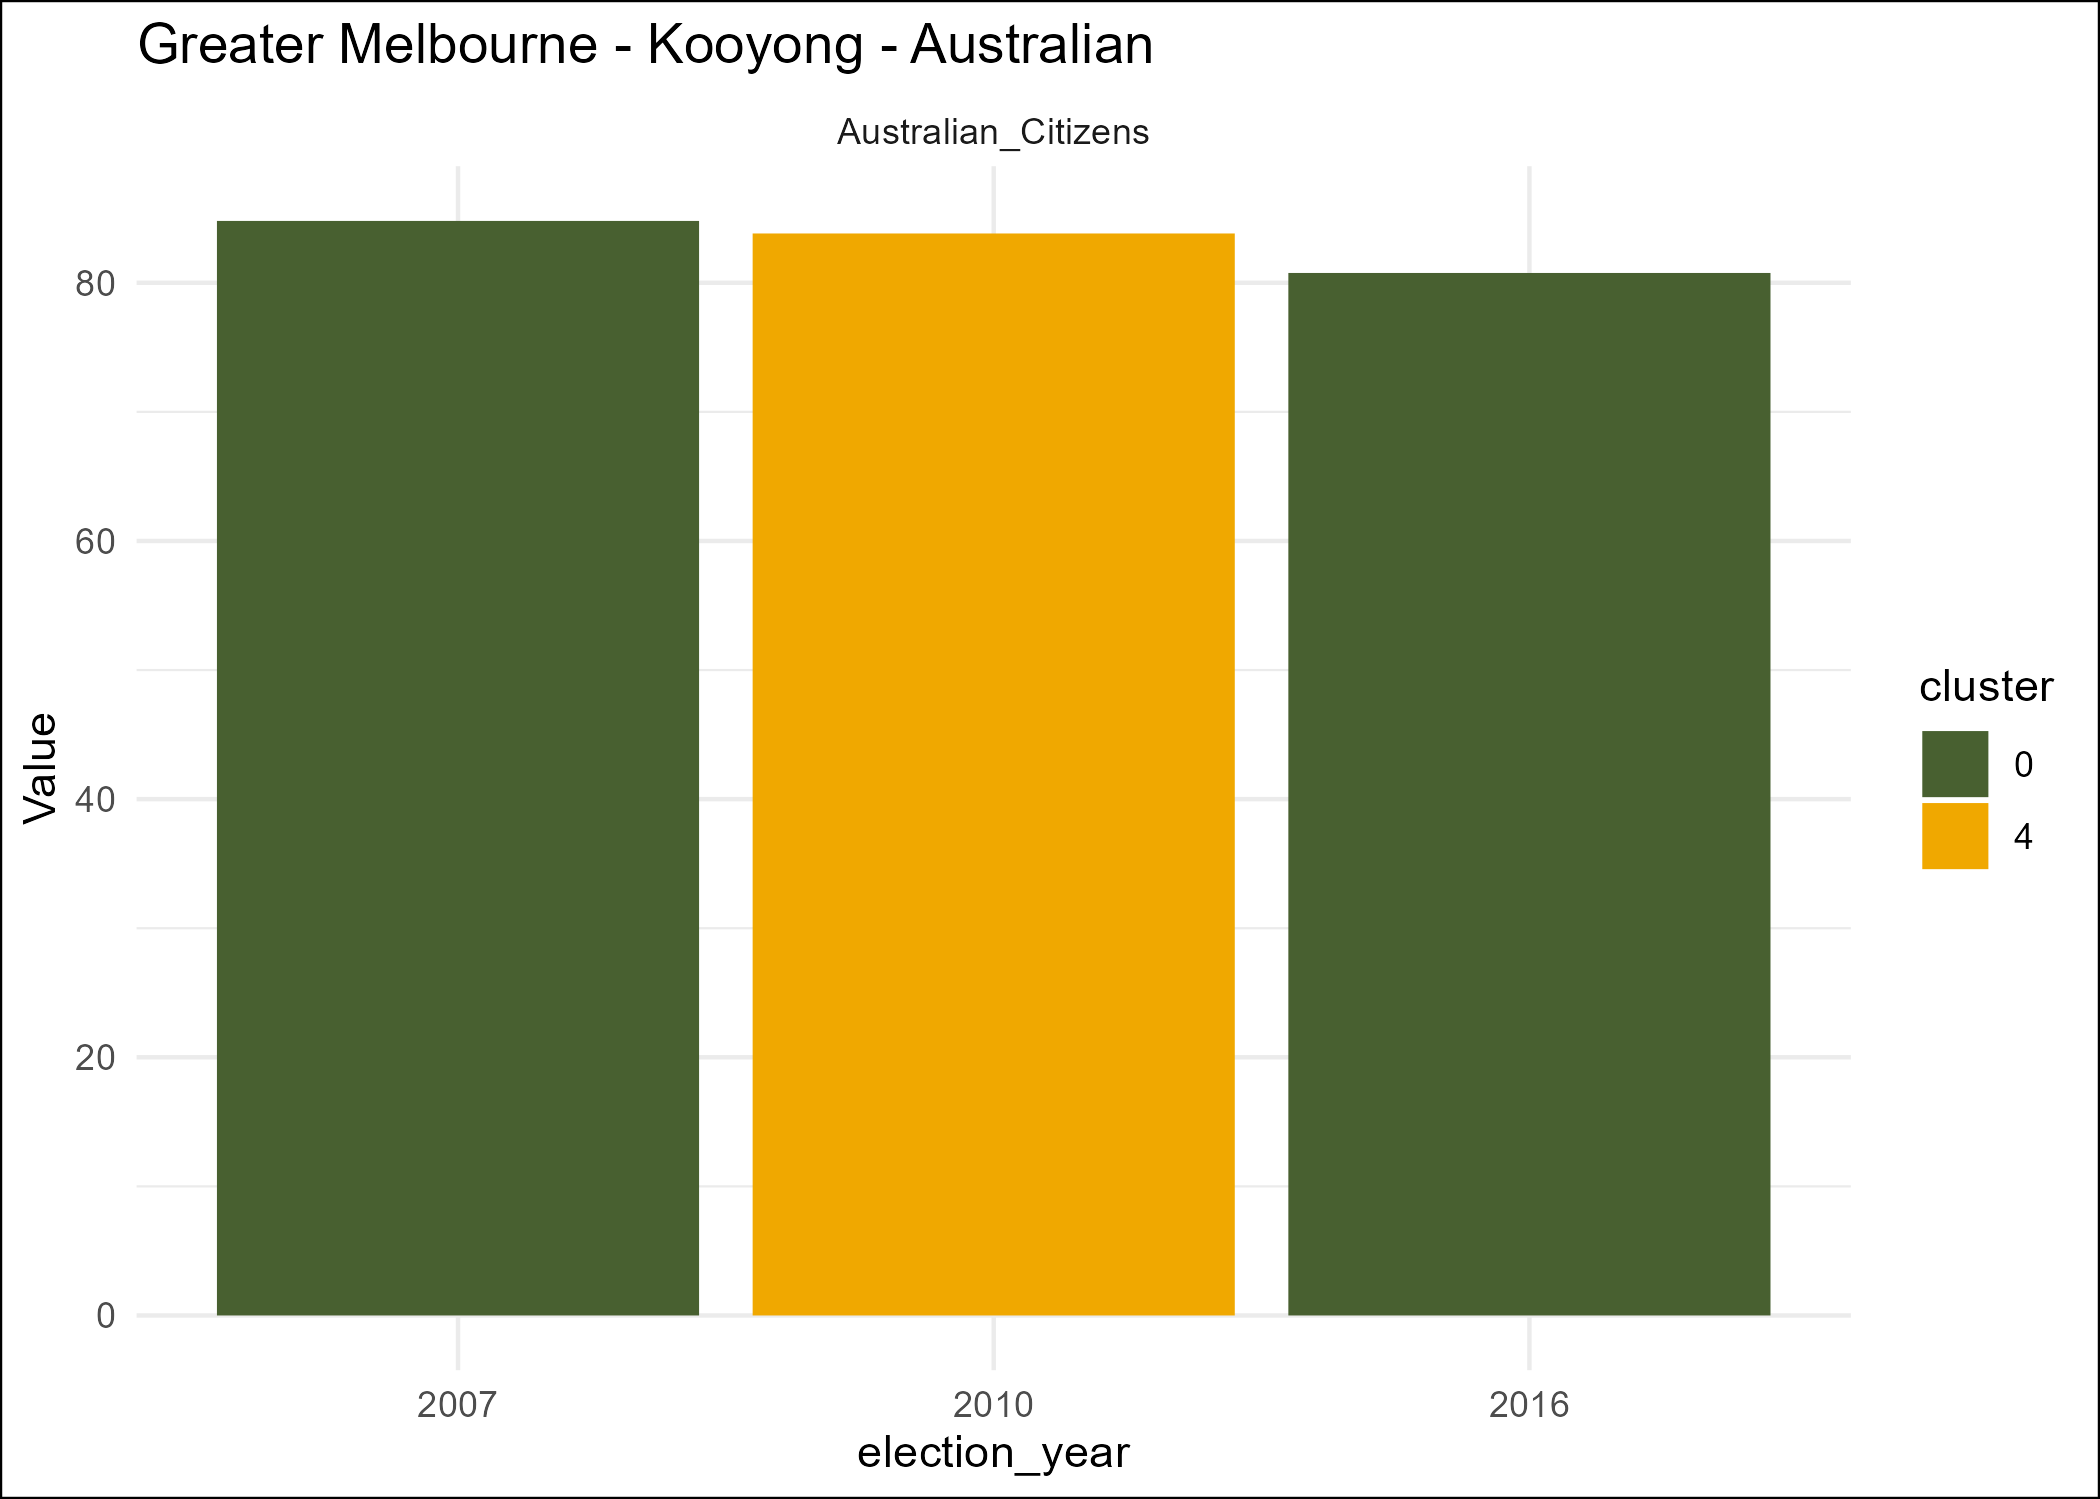 Greater Melbourne - Kooyong - Australian
Australian_Citizens
80
60
40
20
0
Value
2007 2010 2016
election_year
cluster
0
4